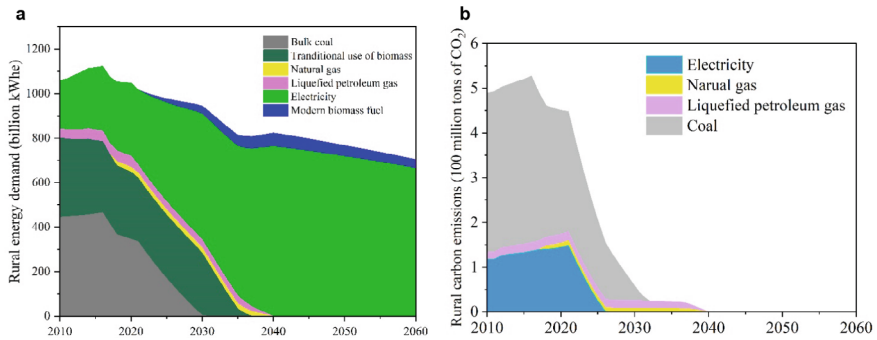 a
Rural energy demand (billion kWhe)
1200
1000
800
600
400
200
0
2010 2020 2030 2040 2050 2060
Bulk coal
Tranditional use of biomass
Natural gas
Liquefied petroleum gas
Electricity
Modern biomass fuel
b
Rural carbon emissions (100 million tons of CO₂)
6
5
4
3
2
1
0
2010 2020 2030 2040 2050 2060
Electricity
Narual gas
Liquefied petroleum gas
Coal